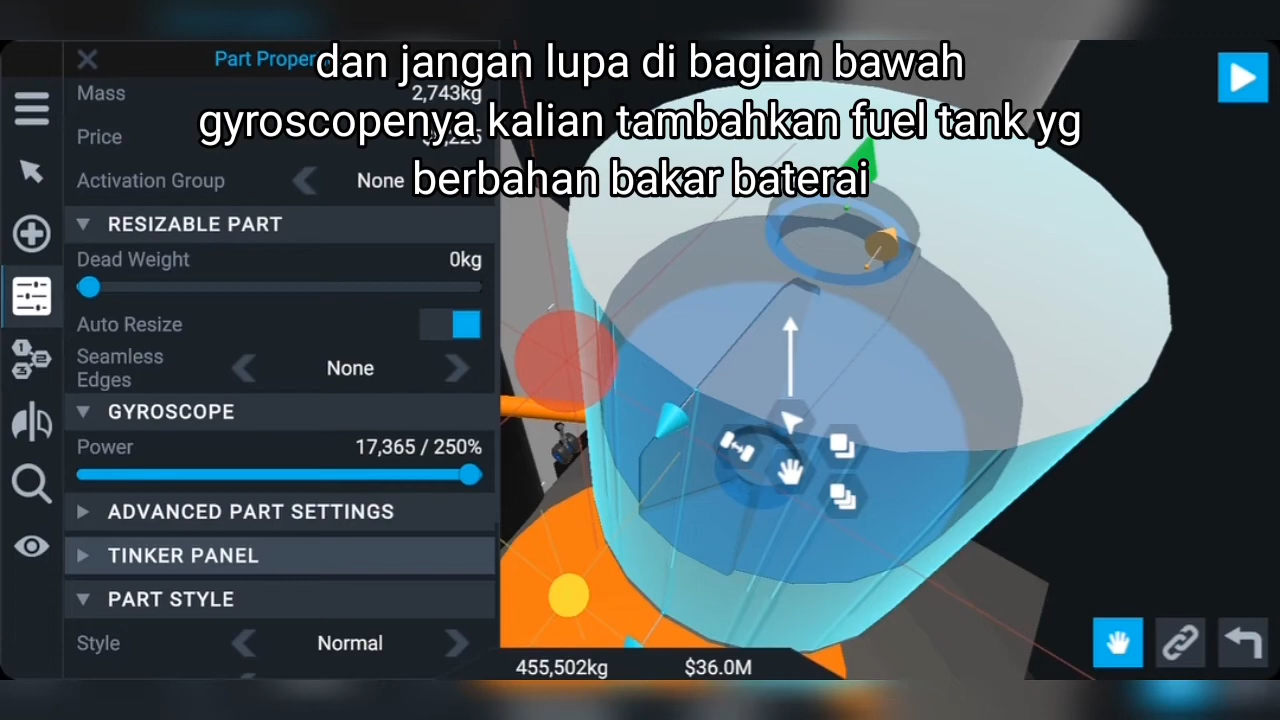 Part Proper
dan jangan lupa di bagian bawah
gyroscopenya kalian tambahkan fuel tank yg
berbahan bakar baterai
Mass 2,743kg
Price
Activation Group None
RESIZABLE PART
Dead Weight 0kg
Auto Resize
Seamless
Edges None
GYROSCOPE
Power 17,365 / 250%
ADVANCED PART SETTINGS
TINKER PANEL
PART STYLE
Style Normal
455,502kg $36.0M